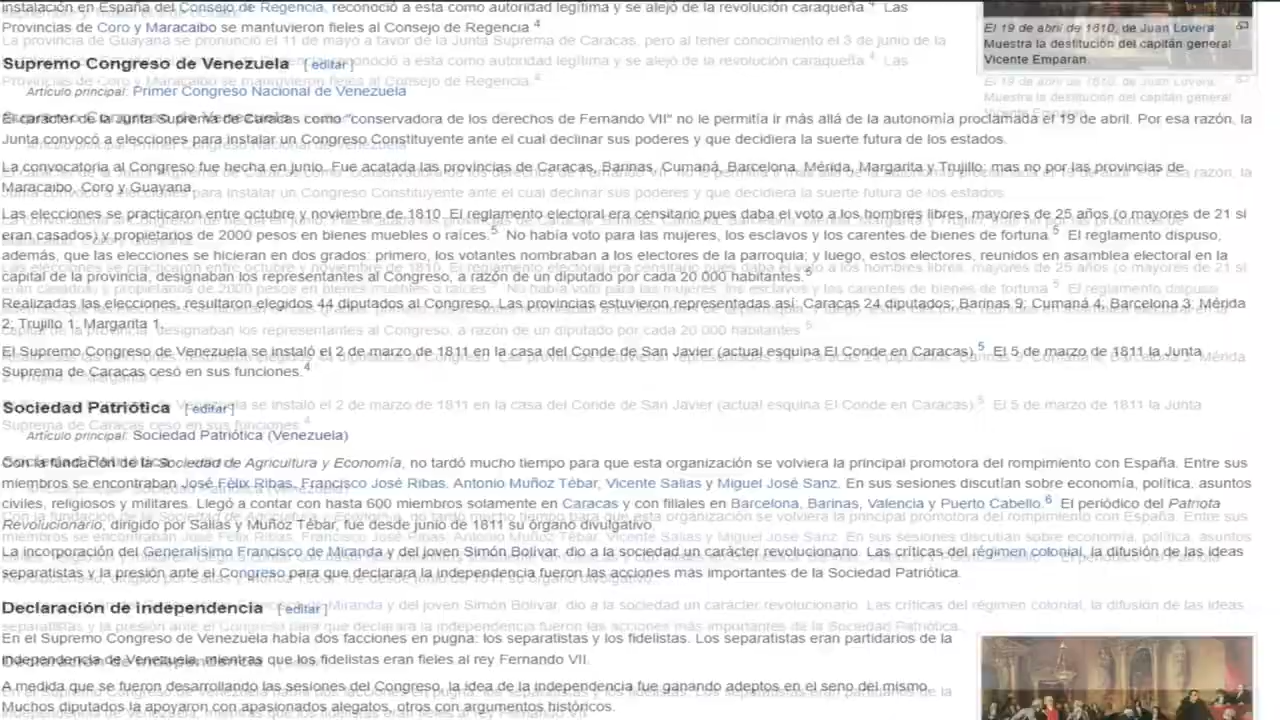 instalación en España del Consejo de Regencia, reconoció a esta como autoridad legítima y se alejó de la revolución caraqueña 4 Las
Provincias de Coro y Maracaibo se mantuvieron fieles al Consejo de Regencia 4
El 19 de abril de 1810, de Juan Lovera
Muestra la destitución del capitán general
Vicente Emparan.
Supremo Congreso de Venezuela [editar]
Artículo principal: Primer Congreso Nacional de Venezuela
El carácter de la Junta Suprema de Caracas como "conservadora de los derechos de Fernando VII" no le permitía ir más allá de la autonomía proclamada el 19 de abril. Por esa razón, la
Junta convocó a elecciones para instalar un Congreso Constituyente ante el cual declinar sus poderes y que decidiera la suerte futura de los estados.
La convocatoria al Congreso fue hecha en junio. Fue acatada las provincias de Caracas, Barinas, Cumaná, Barcelona, Mérida, Margarita y Trujillo; mas no por las provincias de
Maracaibo, Coro y Guayana.
Las elecciones se practicaron entre octubre y noviembre de 1810. El reglamento electoral era censitario pues daba el voto a los hombres libres, mayores de 25 años (o mayores de 21 si
eran casados) y propietarios de 2000 pesos en bienes muebles o raíces.5 No había voto para las mujeres, los esclavos y los carentes de bienes de fortuna.5 El reglamento dispuso,
además, que las elecciones se hicieran en dos grados: primero, los votantes nombraban a los electores de la parroquia; y luego, estos electores, reunidos en asamblea electoral en la
capital de la provincia, designaban los representantes al Congreso, a razón de un diputado por cada 20 000 habitantes.5
Realizadas las elecciones, resultaron elegidos 44 diputados al Congreso. Las provincias estuvieron representadas así: Caracas 24 diputados; Barinas 9; Cumaná 4; Barcelona 3; Mérida
2; Trujillo 1; Margarita 1.
El Supremo Congreso de Venezuela se instaló el 2 de marzo de 1811 en la casa del Conde de San Javier (actual esquina El Conde en Caracas).5 El 5 de marzo de 1811 la Junta
Suprema de Caracas cesó en sus funciones.4
Sociedad Patriótica [editar]
Artículo principal: Sociedad Patriótica (Venezuela)
Con la fundación de la Sociedad de Agricultura y Economía, no tardó mucho tiempo para que esta organización se volviera la principal promotora del rompimiento con España. Entre sus
miembros se encontraban José Félix Ribas, Francisco José Ribas, Antonio Muñoz Tébar, Vicente Salias y Miguel José Sanz. En sus sesiones discutían sobre economía, política, asuntos
civiles, religiosos y militares. Llegó a contar con hasta 600 miembros solamente en Caracas y con filiales en Barcelona, Barinas, Valencia y Puerto Cabello.6 El periódico del Patriota
Revolucionario, dirigido por Salias y Muñoz Tébar, fue desde junio de 1811 su órgano divulgativo.
La incorporación del Generalísimo Francisco de Miranda y del joven Simón Bolívar, dio a la sociedad un carácter revolucionario. Las críticas del régimen colonial, la difusión de las ideas
separatistas y la presión ante el Congreso para que declarara la independencia fueron las acciones más importantes de la Sociedad Patriótica.
Declaración de independencia [editar]
En el Supremo Congreso de Venezuela había dos facciones en pugna: los separatistas y los fidelistas. Los separatistas eran partidarios de la
independencia de Venezuela, mientras que los fidelistas eran fieles al rey Fernando VII.
A medida que se fueron desarrollando las sesiones del Congreso, la idea de la independencia fue ganando adeptos en el seno del mismo.
Muchos diputados la apoyaron con apasionados alegatos, otros con argumentos históricos.